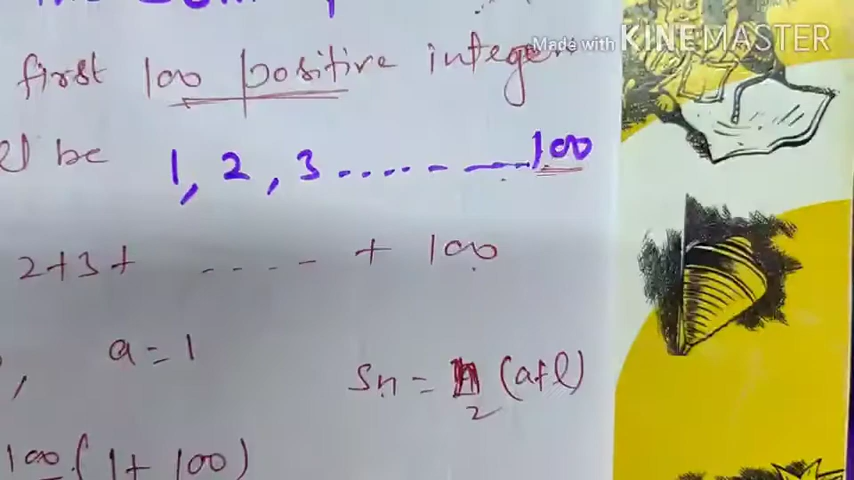 Made with KINEMASTER
first 100 positive integers
be 1, 2, 3 ........ 100
2+3+ ---- + 100
, a=1
Sn = n/2 (a+l)
100 (1+ 100)